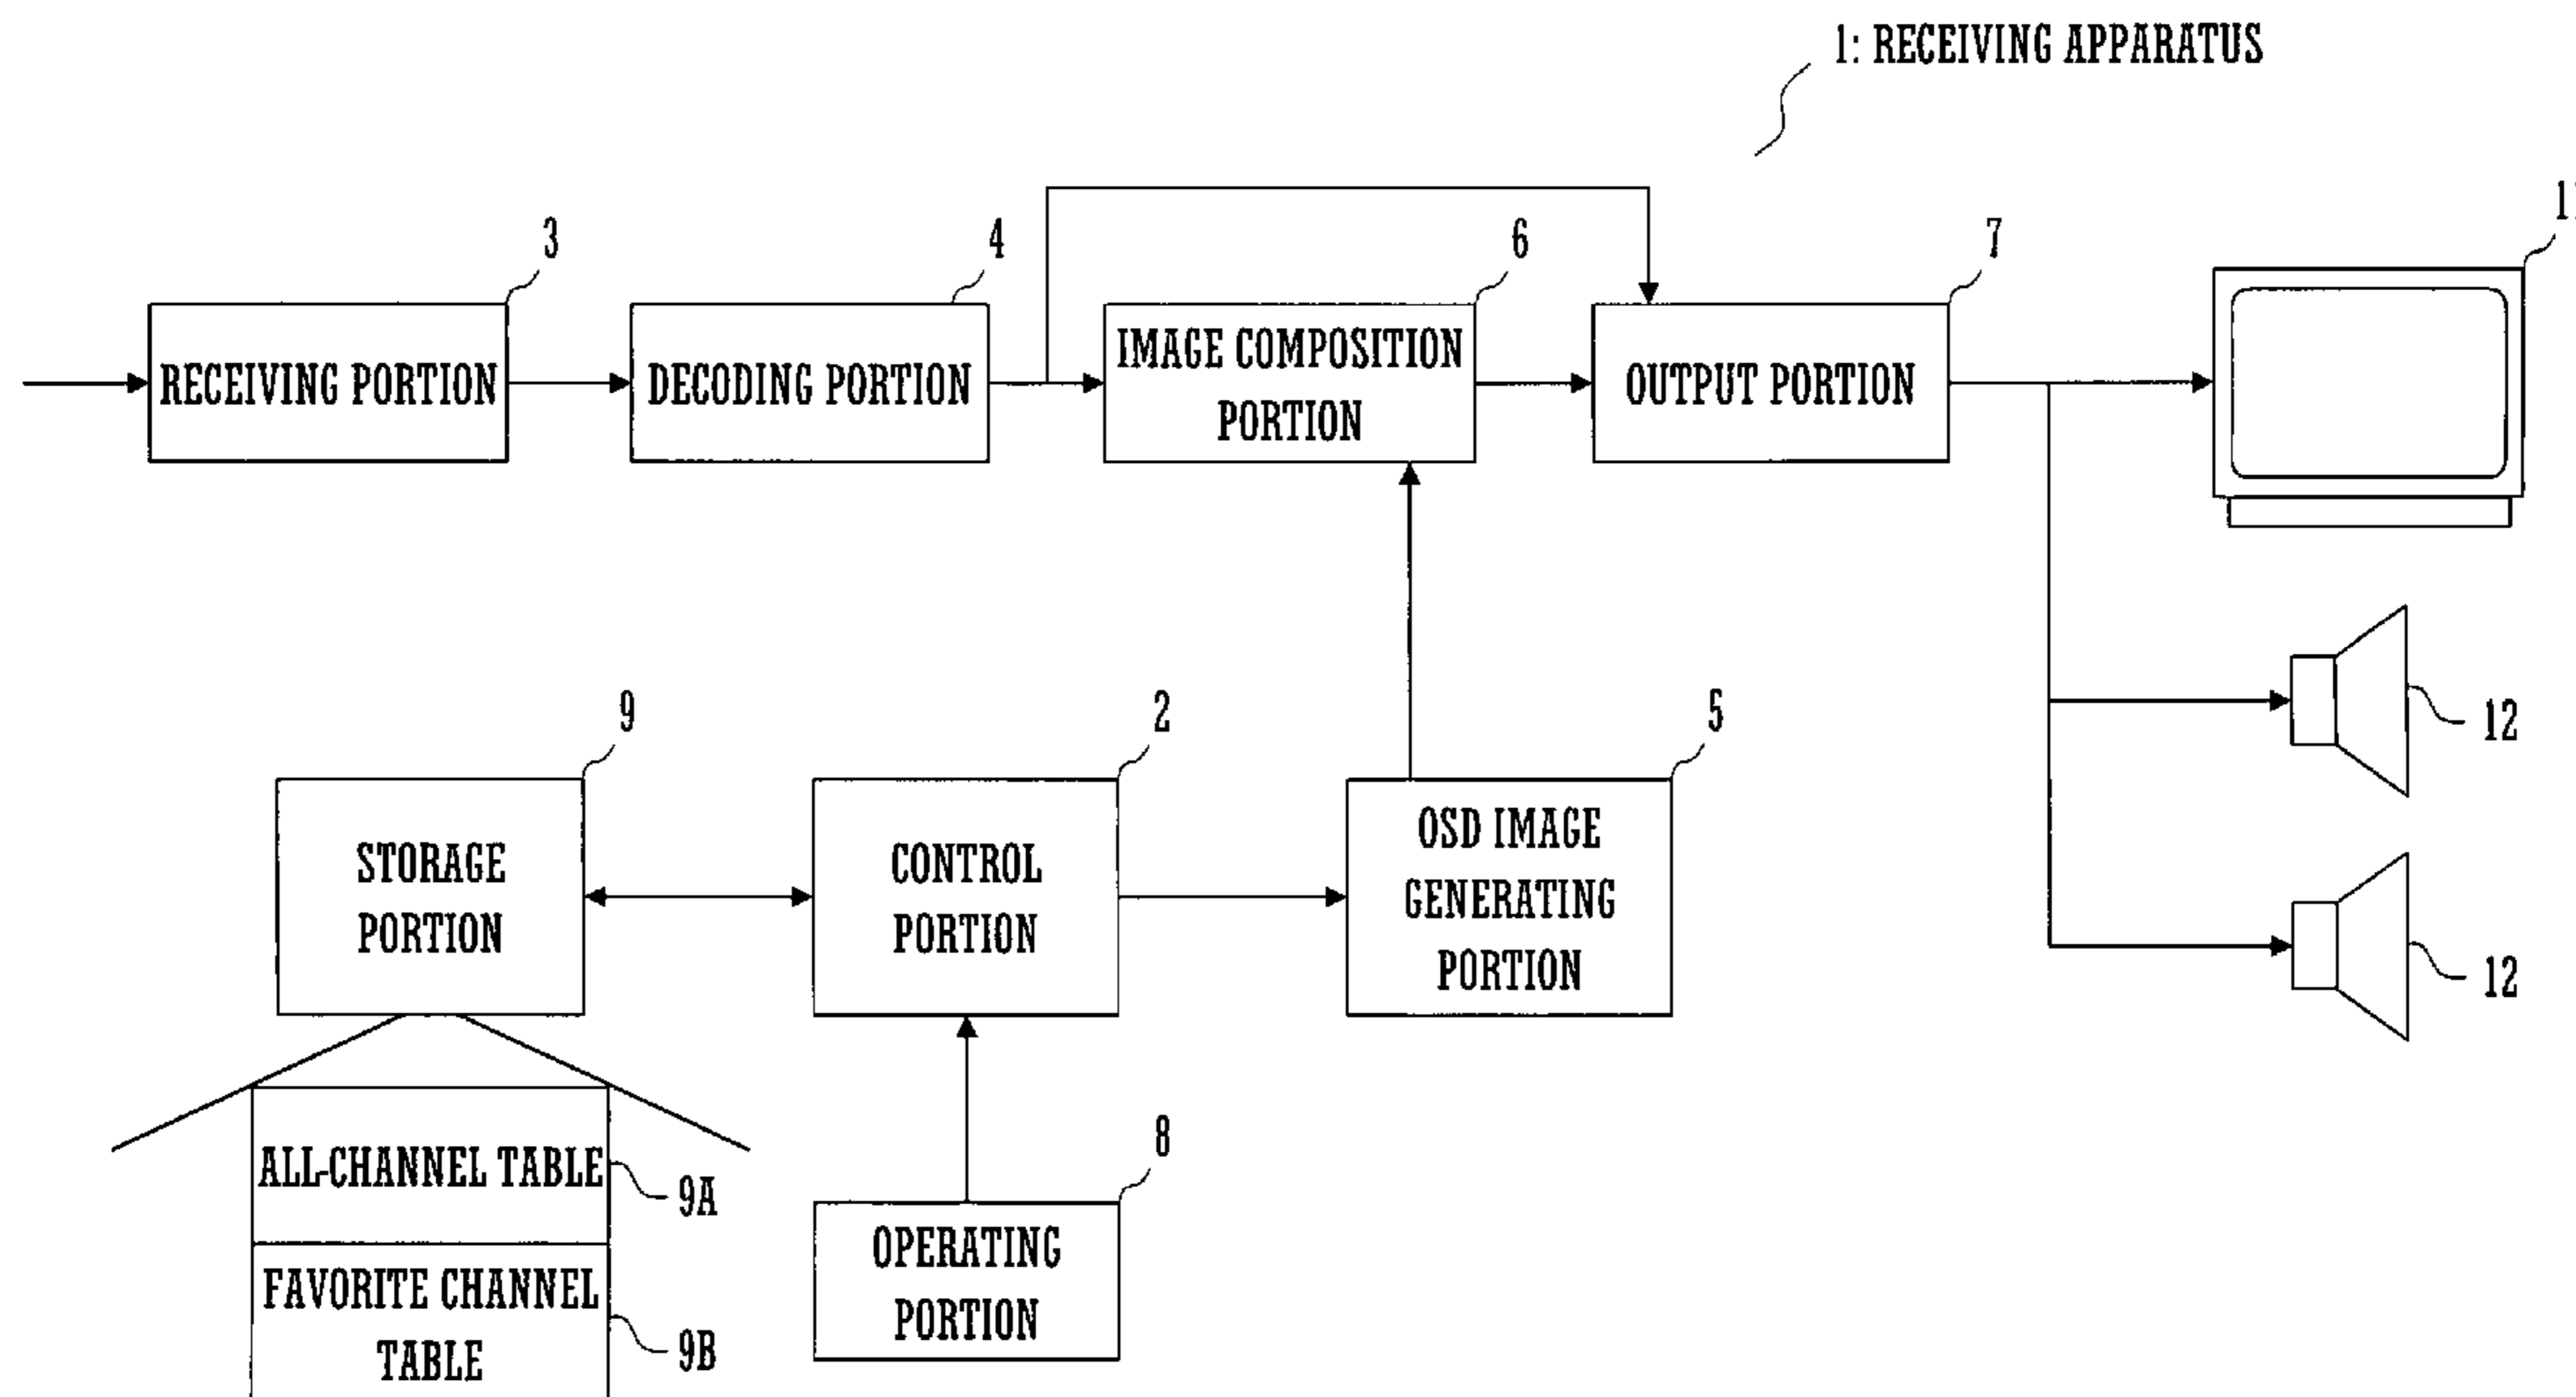 1: RECEIVING APPARATUS
3
4
6
7
RECEIVING PORTION
DECODING PORTION
IMAGE COMPOSITION
PORTION
OUTPUT PORTION
9
2
5
12
STORAGE
PORTION
CONTROL
PORTION
OSD IMAGE
GENERATING
PORTION
12
8
ALL-CHANNEL TABLE
9A
OPERATING
PORTION
FAVORITE CHANNEL
TABLE
9B